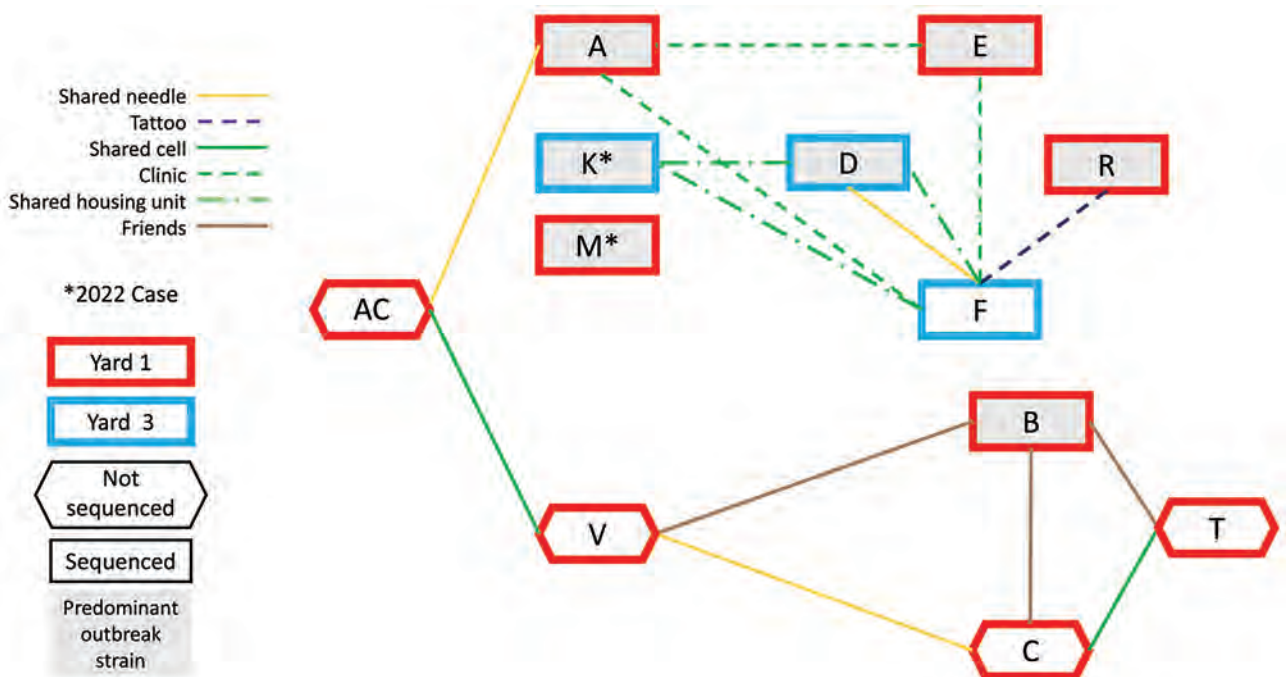 Shared needle
Tattoo
Shared cell
Clinic
Shared housing unit
Friends
*2022 Case
Yard 1
Yard 3
Not
sequenced
Sequenced
Predominant
outbreak
strain
A
E
K*
D
R
M*
AC
F
B
V
T
C